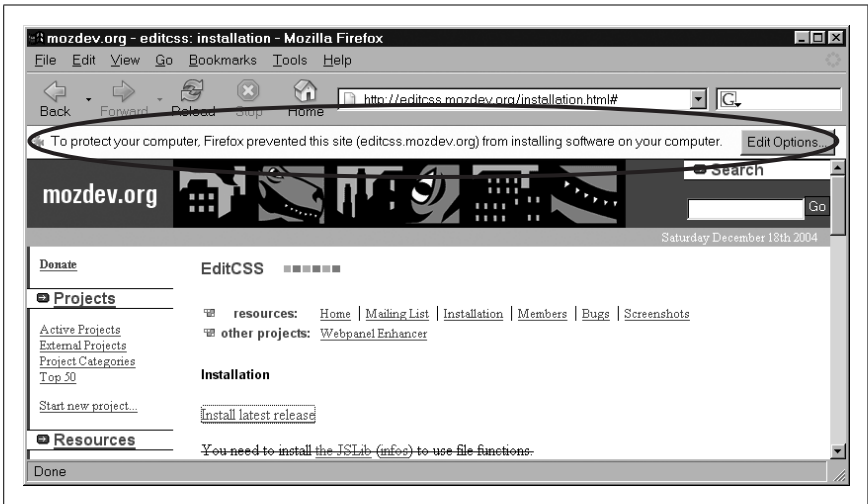 mozdev.org - editcss: installation - Mozilla Firefox
File Edit View Go Bookmarks Tools Help
Back Forward Reload Stop Home http://editcss.mozdev.org/installation.html# G
To protect your computer, Firefox prevented this site (editcss.mozdev.org) from installing software on your computer. Edit Options...
mozdev.org
Search
Go
Saturday December 18th 2004
Donate
Projects
Active Projects
External Projects
Project Categories
Top 50
Start new project...
Resources
EditCSS
resources: Home | Mailing List | Installation | Members | Bugs | Screenshots
other projects: Webpanel Enhancer
Installation
Install latest release
You need to install the JSLib (infos) to use file functions.
Done